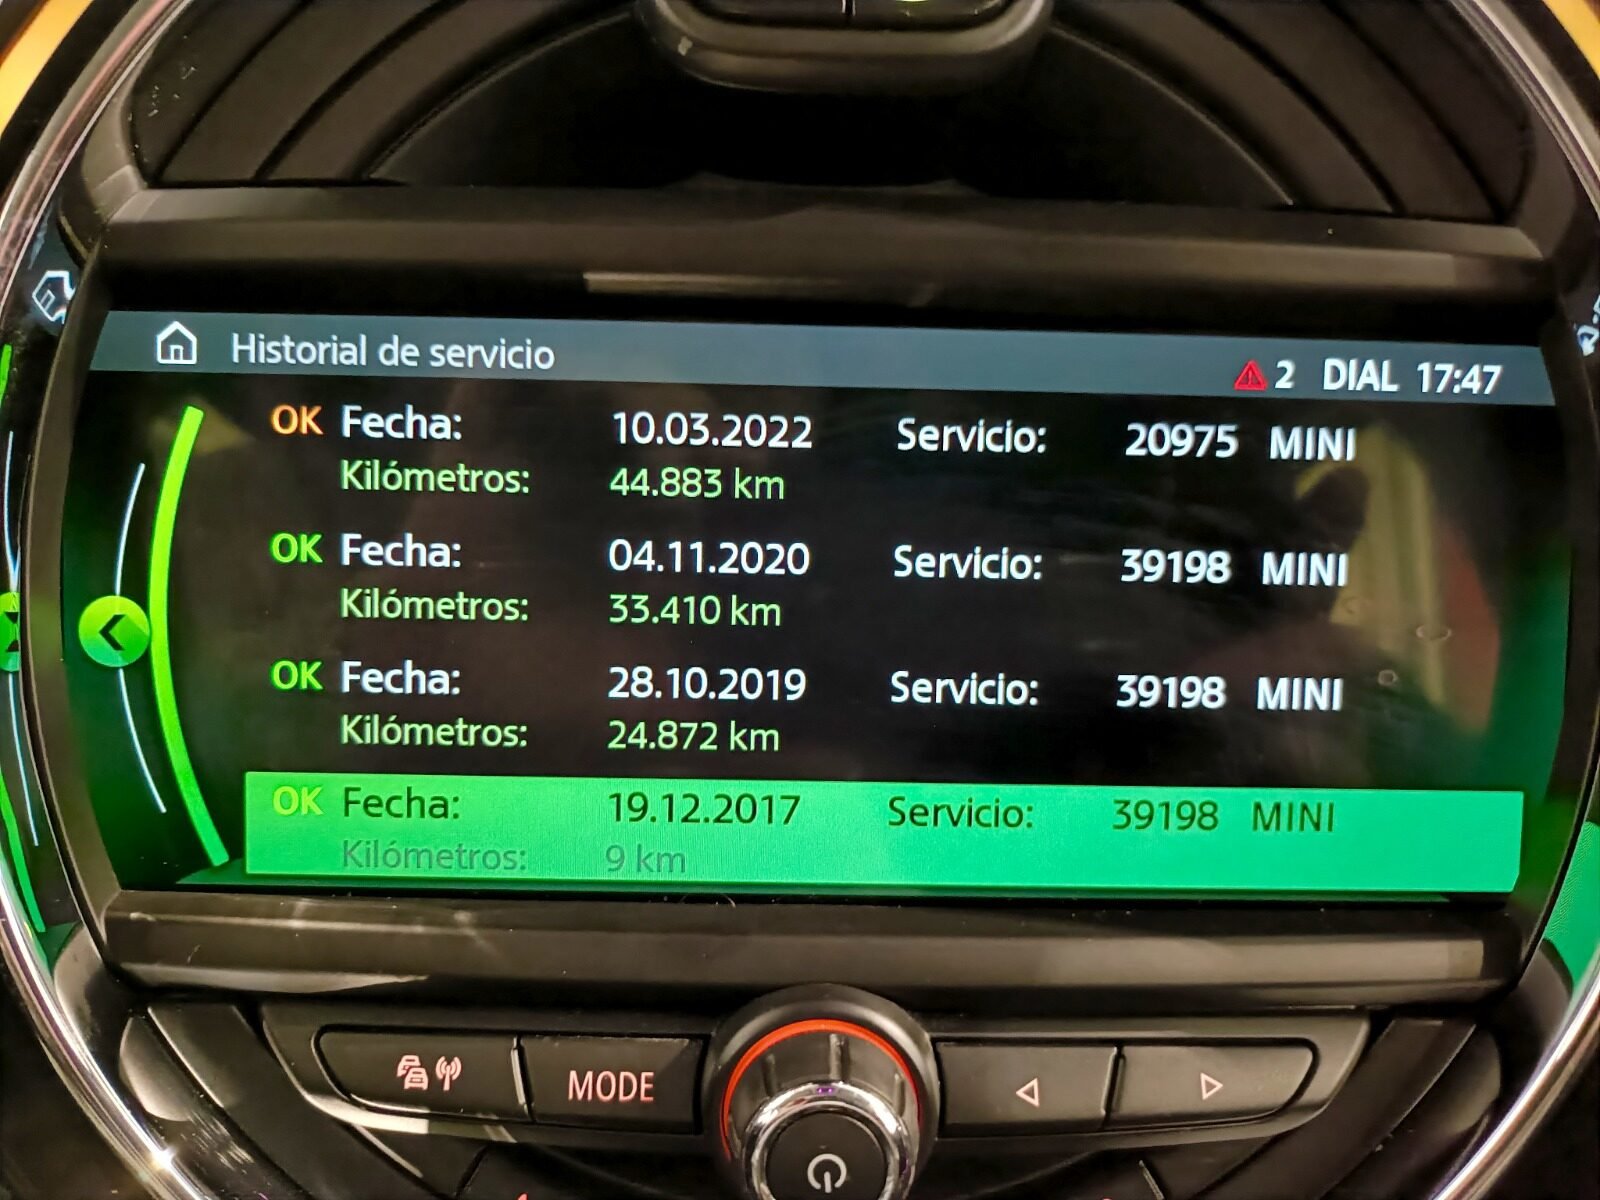 Historial de servicio 2 DIAL 17:47
OK Fecha: 10.03.2022 Servicio: 20975 MINI
Kilómetros: 44.883 km
OK Fecha: 04.11.2020 Servicio: 39198 MINI
Kilómetros: 33.410 km
OK Fecha: 28.10.2019 Servicio: 39198 MINI
Kilómetros: 24.872 km
OK Fecha: 19.12.2017 Servicio: 39198 MINI
Kilómetros: 9 km
MODE